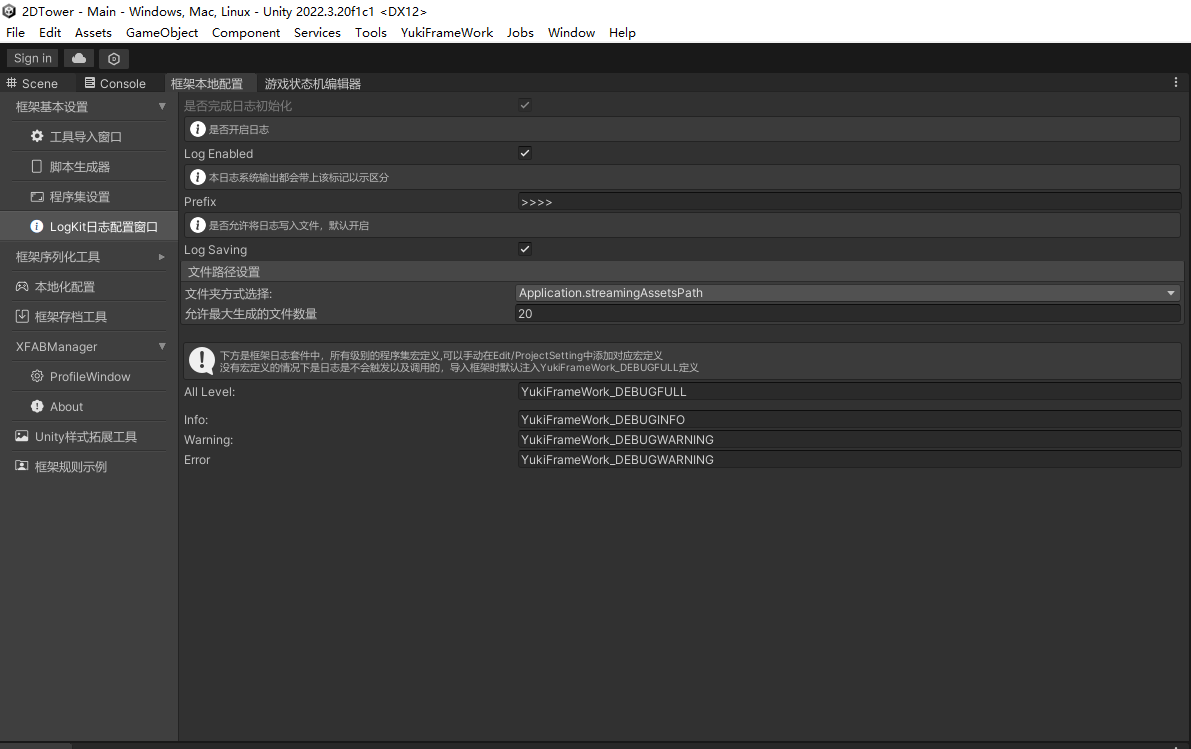 2DTower - Main - Windows, Mac, Linux - Unity 2022.3.20f1c1 <DX12>
File Edit Assets GameObject Component Services Tools YukiFrameWork Jobs Window Help
Sign in
Scene Console 框架本地配置 游戏状态机编辑器
框架基本设置
工具导入窗口
脚本生成器
程序集设置
LogKit日志配置窗口
框架序列化工具
本地化配置
框架存档工具
XFABManager
ProfileWindow
About
Unity样式拓展工具
框架规则示例
是否完成日志初始化
是否开启日志
Log Enabled
本日志系统输出都会带上该标记以示区分
Prefix >>>>
是否允许将日志写入文件，默认开启
Log Saving
文件路径设置
文件夹方式选择: Application.streamingAssetsPath
允许最大生成的文件数量 20
下方是框架日志套件中，所有级别的程序集宏定义,可以手动在Edit/ProjectSetting中添加对应宏定义
没有宏定义的情况下是日志是不会触发以及调用的，导入框架时默认注入YukiFrameWork_DEBUGFULL定义
All Level: YukiFrameWork_DEBUGFULL
Info: YukiFrameWork_DEBUGINFO
Warning: YukiFrameWork_DEBUGWARNING
Error YukiFrameWork_DEBUGWARNING